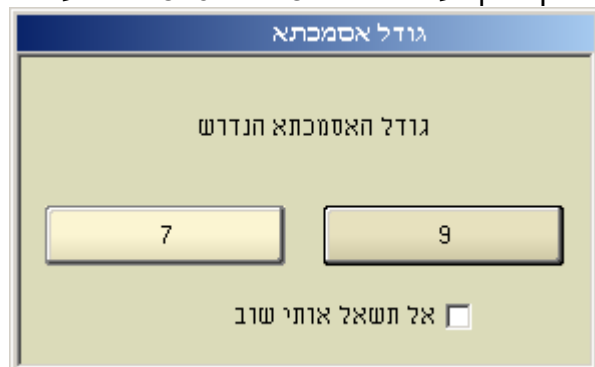 גודל אסמכתא
גודל האסמכתא הנדרש
9
7
אל תשאל אותי שוב